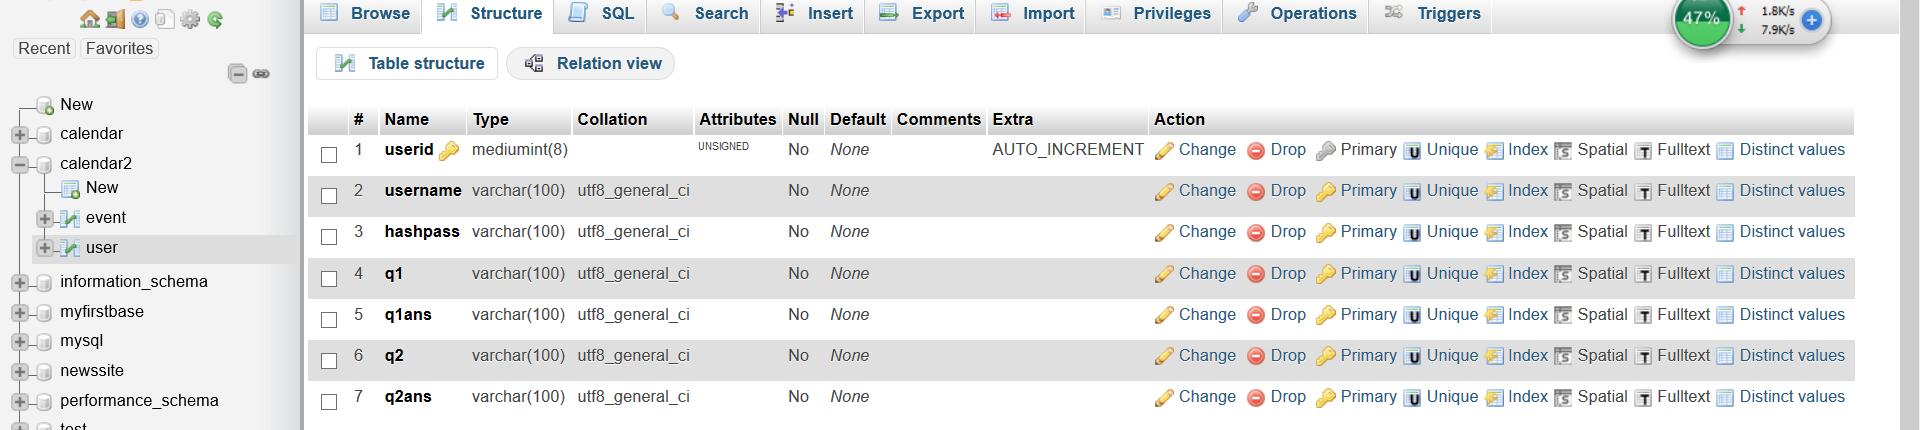 Browse Structure SQL Search Insert Export Import Privileges Operations Triggers
47% 1.8K/s
7.9K/s
Recent Favorites
Table structure Relation view
New
calendar
calendar2
New
event
user
information_schema
myfirstbase
mysql
newssite
performance_schema
test
# Name Type Collation Attributes Null Default Comments Extra Action
1 userid mediumint(8) UNSIGNED No None AUTO_INCREMENT Change Drop Primary Unique Index Spatial Fulltext Distinct values
2 username varchar(100) utf8_general_ci No None Change Drop Primary Unique Index Spatial Fulltext Distinct values
3 hashpass varchar(100) utf8_general_ci No None Change Drop Primary Unique Index Spatial Fulltext Distinct values
4 q1 varchar(100) utf8_general_ci No None Change Drop Primary Unique Index Spatial Fulltext Distinct values
5 q1ans varchar(100) utf8_general_ci No None Change Drop Primary Unique Index Spatial Fulltext Distinct values
6 q2 varchar(100) utf8_general_ci No None Change Drop Primary Unique Index Spatial Fulltext Distinct values
7 q2ans varchar(100) utf8_general_ci No None Change Drop Primary Unique Index Spatial Fulltext Distinct values